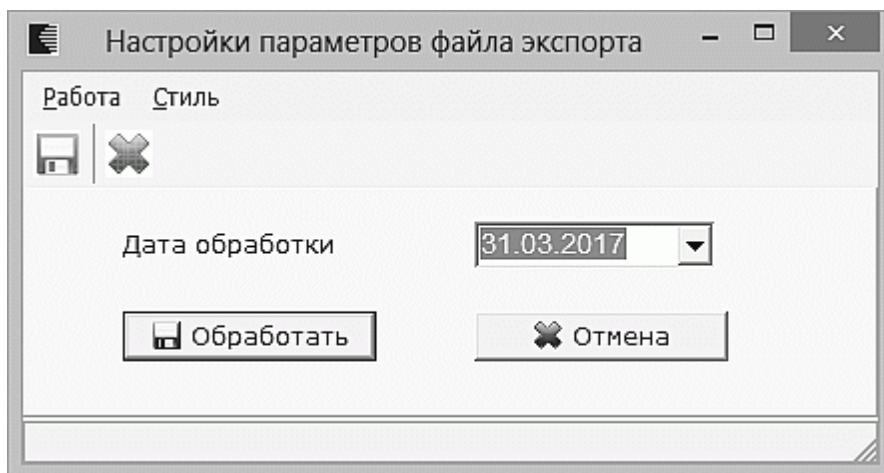 Настройки параметров файла экспорта
Работа Стиль
Дата обработки 31.03.2017
Обработать Отмена